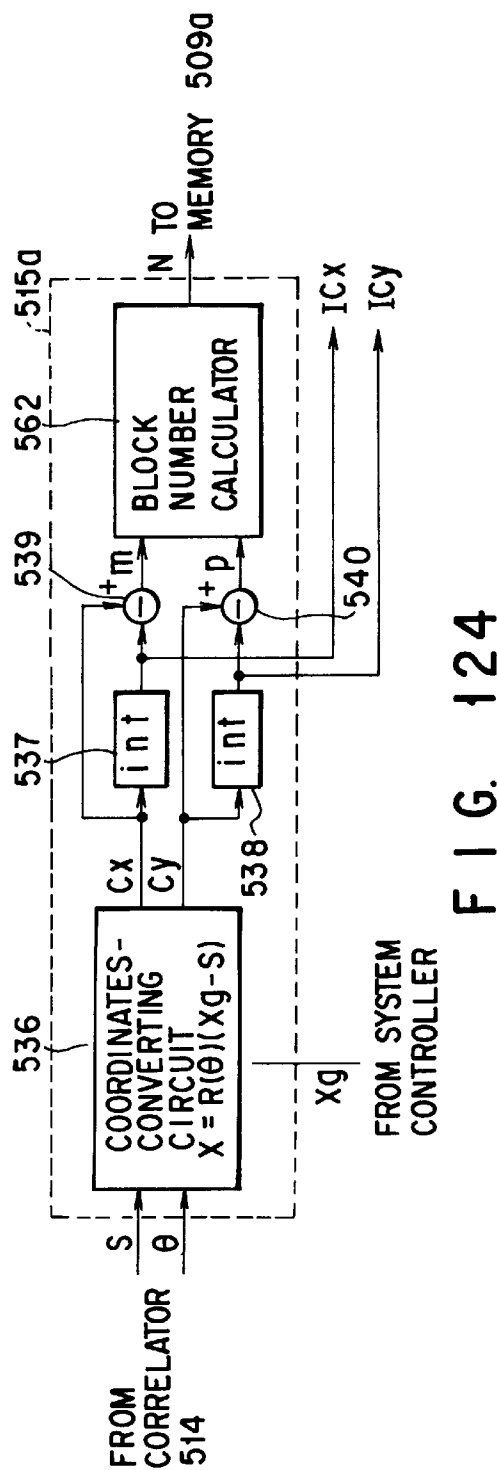 FROM
CORRELATOR
514
S
θ
536
COORDINATES-
CONVERTING
CIRCUIT
X = R(θ)(Xg-S)
Xg
FROM SYSTEM
CONTROLLER
Cx
Cy
537
int
int
538
539
+
-
m
+
-
p
540
562
BLOCK
NUMBER
CALCULATOR
515a
N
TO
MEMORY 509a
ICx
ICy
FIG. 124